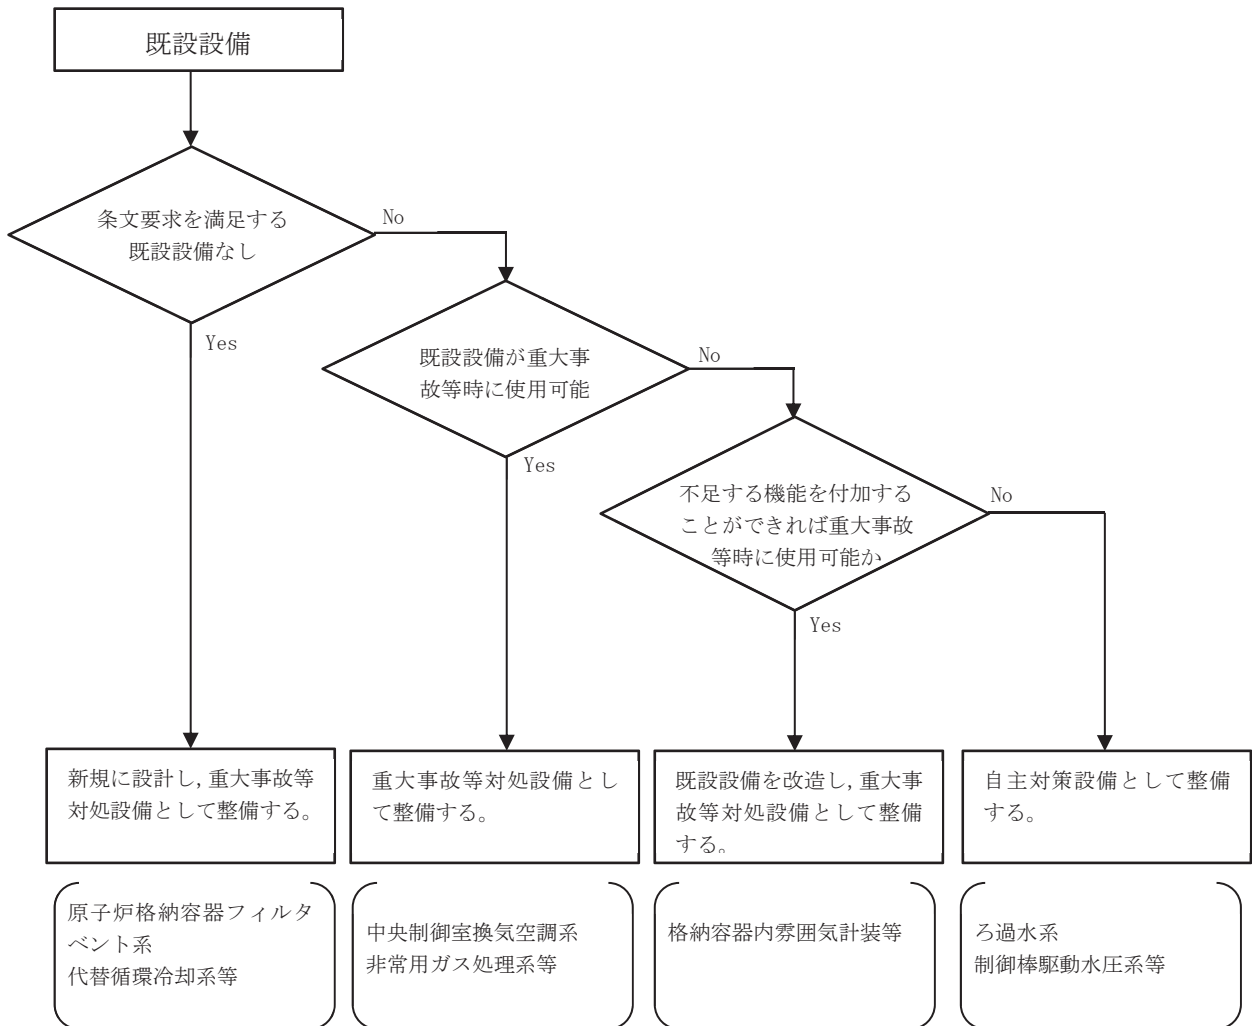 既設設備
条文要求を満足する
既設設備なし
No
Yes
既設設備が重大事
故等時に使用可能
No
Yes
不足する機能を付加する
ことができれば重大事故
等時に使用可能か
No
Yes
新規に設計し,重大事故等
対処設備として整備する。
重大事故等対処設備とし
て整備する。
既設設備を改造し,重大事
故等対処設備として整備
する。
自主対策設備として整備
する。
原子炉格納容器フィルタ
ベント系
代替循環冷却系等
中央制御室換気空調系
非常用ガス処理系等
格納容器内雰囲気計装等
ろ過水系
制御棒駆動水圧系等